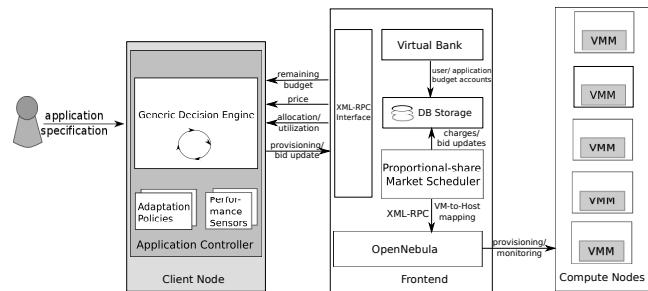 application
specification
Generic Decision Engine
Adaptation
Policies
Perfor-
mance
Sensors
Application Controller
Client Node
remaining
budget
price
allocation/
utilization
provisioning/
bid update
XML-RPC
Interface
Virtual Bank
user/ application
budget accounts
DB Storage
charges/
bid updates
Proportional-share
Market Scheduler
XML-RPC
VM-to-Host
mapping
OpenNebula
Frontend
provisioning/
monitoring
VMM
VMM
VMM
VMM
VMM
Compute Nodes